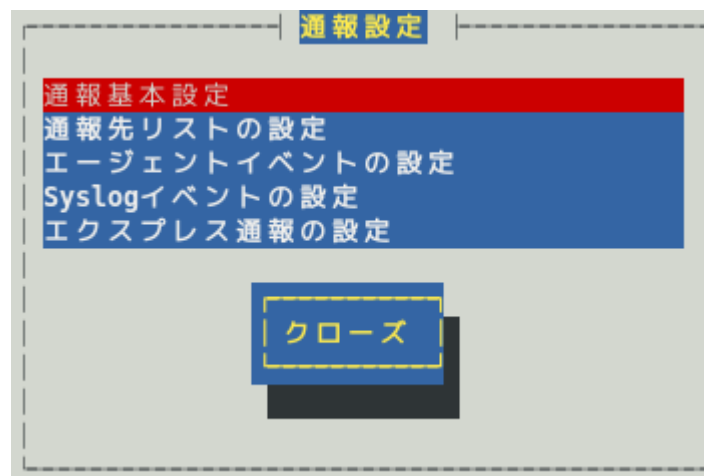 通報設定
通報基本設定
通報先リストの設定
エージェントイベントの設定
Syslogイベントの設定
エクスプレス通報の設定
クローズ